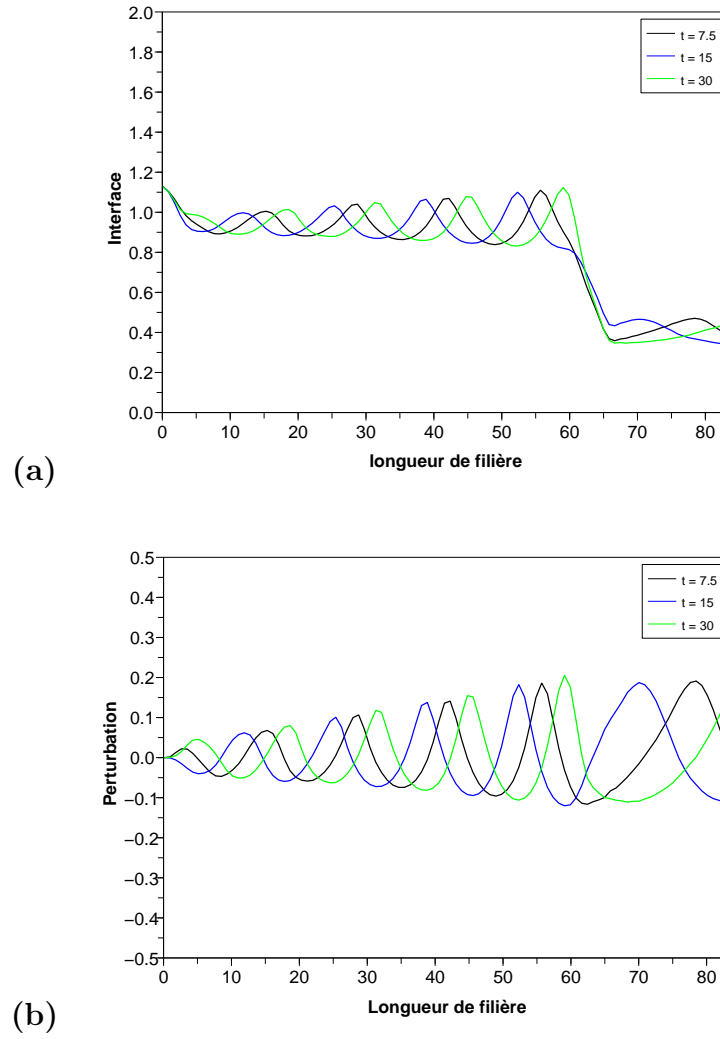 2.0
1.8
1.6
1.4
1.2
1.0
0.8
0.6
0.4
0.2
0.0
Interface
t = 7.5
t = 15
t = 30
0 10 20 30 40 50 60 70 80
longueur de filière
(a)
0.5
0.4
0.3
0.2
0.1
0.0
−0.1
−0.2
−0.3
−0.4
−0.5
Perturbation
t = 7.5
t = 15
t = 30
0 10 20 30 40 50 60 70 80
Longueur de filière
(b)